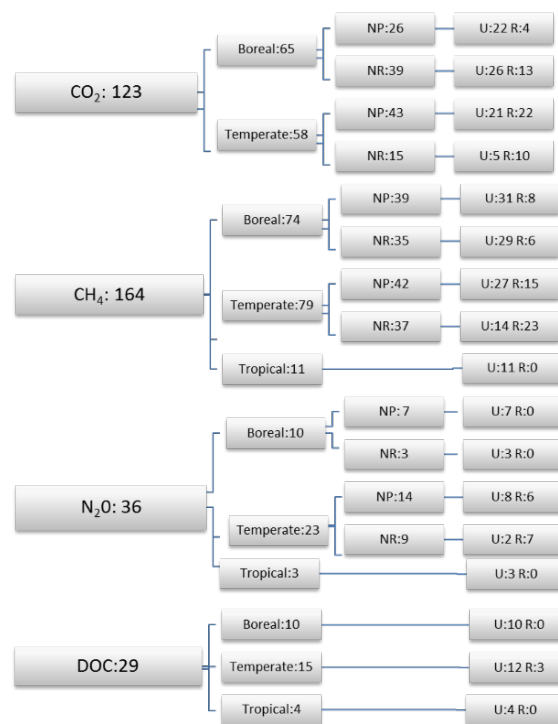 CO₂: 123
Boreal:65
NP:26
U:22 R:4
NR:39
U:26 R:13
Temperate:58
NP:43
U:21 R:22
NR:15
U:5 R:10
CH₄: 164
Boreal:74
NP:39
U:31 R:8
NR:35
U:29 R:6
Temperate:79
NP:42
U:27 R:15
NR:37
U:14 R:23
Tropical:11
U:11 R:0
N₂0: 36
Boreal:10
NP:7
U:7 R:0
NR:3
U:3 R:0
Temperate:23
NP:14
U:8 R:6
NR:9
U:2 R:7
Tropical:3
U:3 R:0
DOC:29
Boreal:10
U:10 R:0
Temperate:15
U:12 R:3
Tropical:4
U:4 R:0